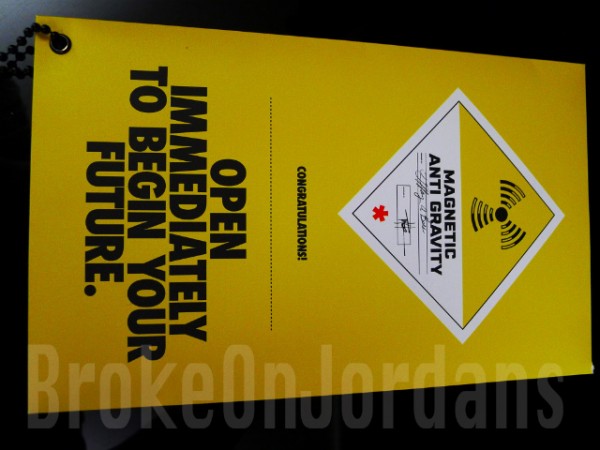 MAGNETIC
ANTI GRAVITY
CONGRATULATIONS!
OPEN
IMMEDIATELY
TO BEGIN YOUR
FUTURE.
BrokeOnJordans